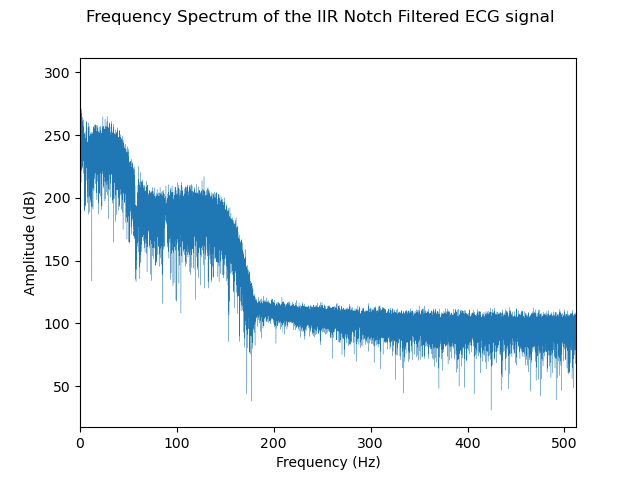 Frequency Spectrum of the IIR Notch Filtered ECG signal
300
250
200
150
100
50
Amplitude (dB)
0 100 200 300 400 500
Frequency (Hz)